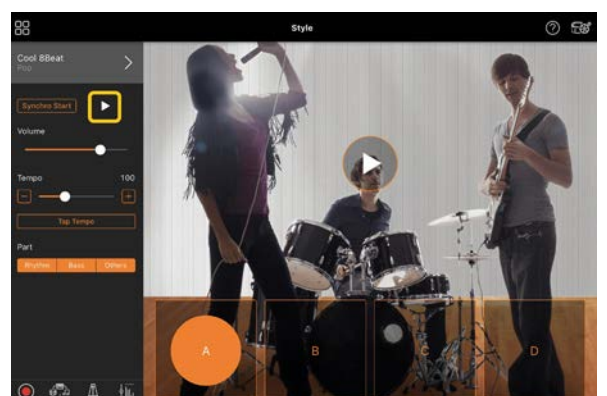 Style
Cool 8Beat
Pop
Synchro Start
Volume
Tempo 100
Tap Tempo
Part
Rhythm Bass Others
A B C D